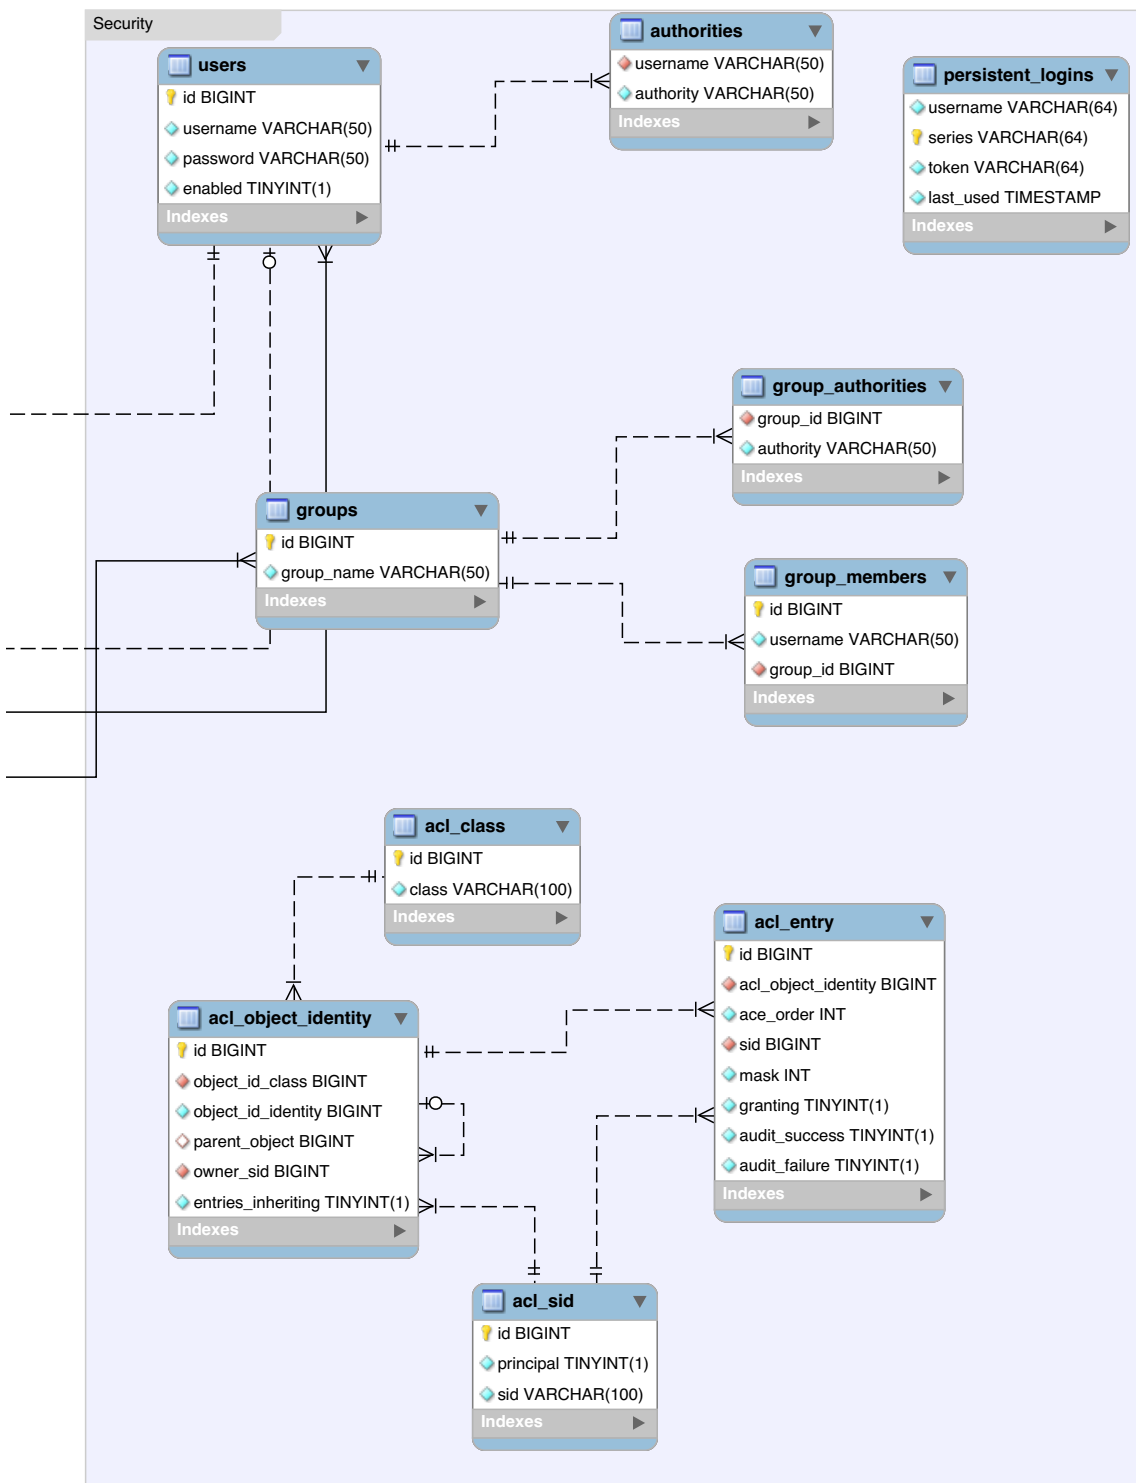 Security
users
id BIGINT
username VARCHAR(50)
password VARCHAR(50)
enabled TINYINT(1)
Indexes
authorities
username VARCHAR(50)
authority VARCHAR(50)
Indexes
persistent_logins
username VARCHAR(64)
series VARCHAR(64)
token VARCHAR(64)
last_used TIMESTAMP
Indexes
group_authorities
group_id BIGINT
authority VARCHAR(50)
Indexes
groups
id BIGINT
group_name VARCHAR(50)
Indexes
group_members
id BIGINT
username VARCHAR(50)
group_id BIGINT
Indexes
acl_class
id BIGINT
class VARCHAR(100)
Indexes
acl_entry
id BIGINT
acl_object_identity BIGINT
ace_order INT
sid BIGINT
mask INT
granting TINYINT(1)
audit_success TINYINT(1)
audit_failure TINYINT(1)
Indexes
acl_object_identity
id BIGINT
object_id_class BIGINT
object_id_identity BIGINT
parent_object BIGINT
owner_sid BIGINT
entries_inheriting TINYINT(1)
Indexes
acl_sid
id BIGINT
principal TINYINT(1)
sid VARCHAR(100)
Indexes